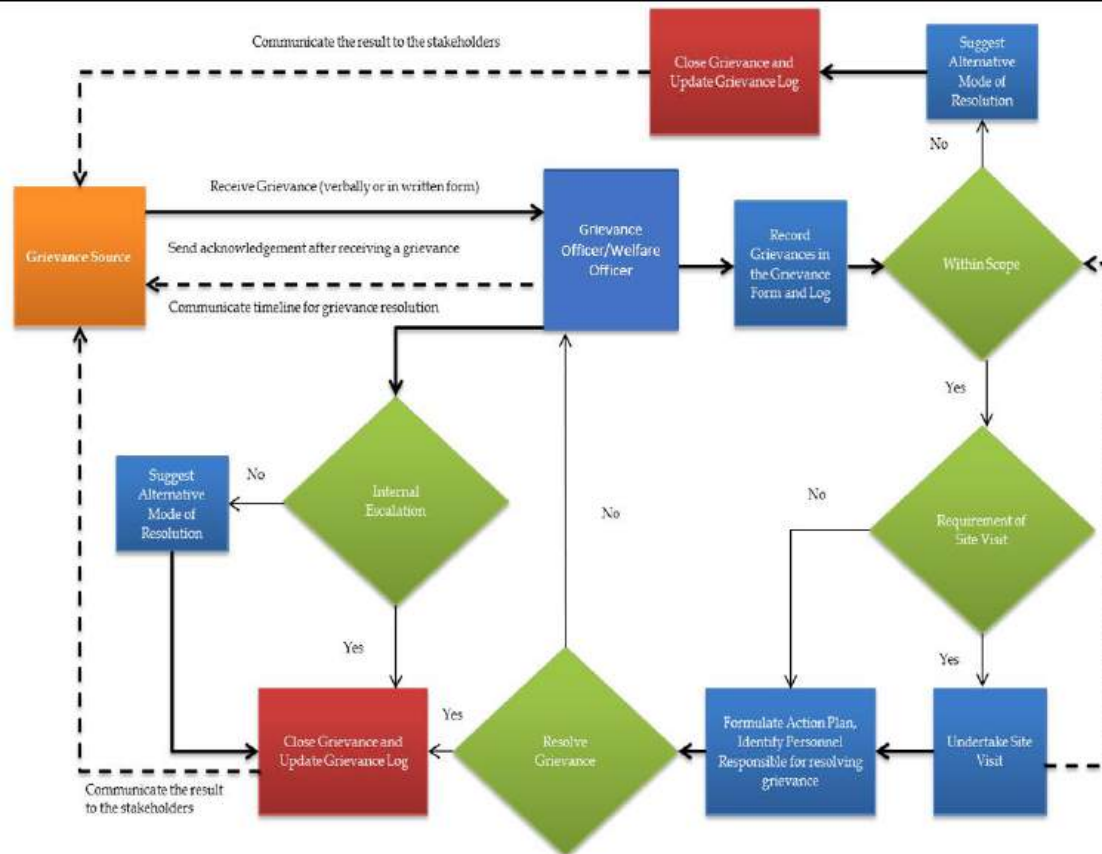 Communicate the result to the stakeholders
Close Grievance and
Update Grievance Log
Suggest
Alternative
Mode of
Resolution
No
Receive Grievance (verbally or in written form)
Grievance Source
Send acknowledgement after receiving a grievance
Communicate timeline for grievance resolution
Grievance
Officer/Welfare
Officer
Record
Grievances in
the Grievance
Form and Log
Within Scope
Yes
Suggest
Alternative
Mode of
Resolution
No
Internal
Escalation
No
No
Requirement of
Site Visit
Yes
Yes
Yes
Close Grievance and
Update Grievance Log
Resolve
Grievance
Formulate Action Plan,
Identify Personnel
Responsible for resolving
grievance
Undertake Site
Visit
Communicate the result
to the stakeholders